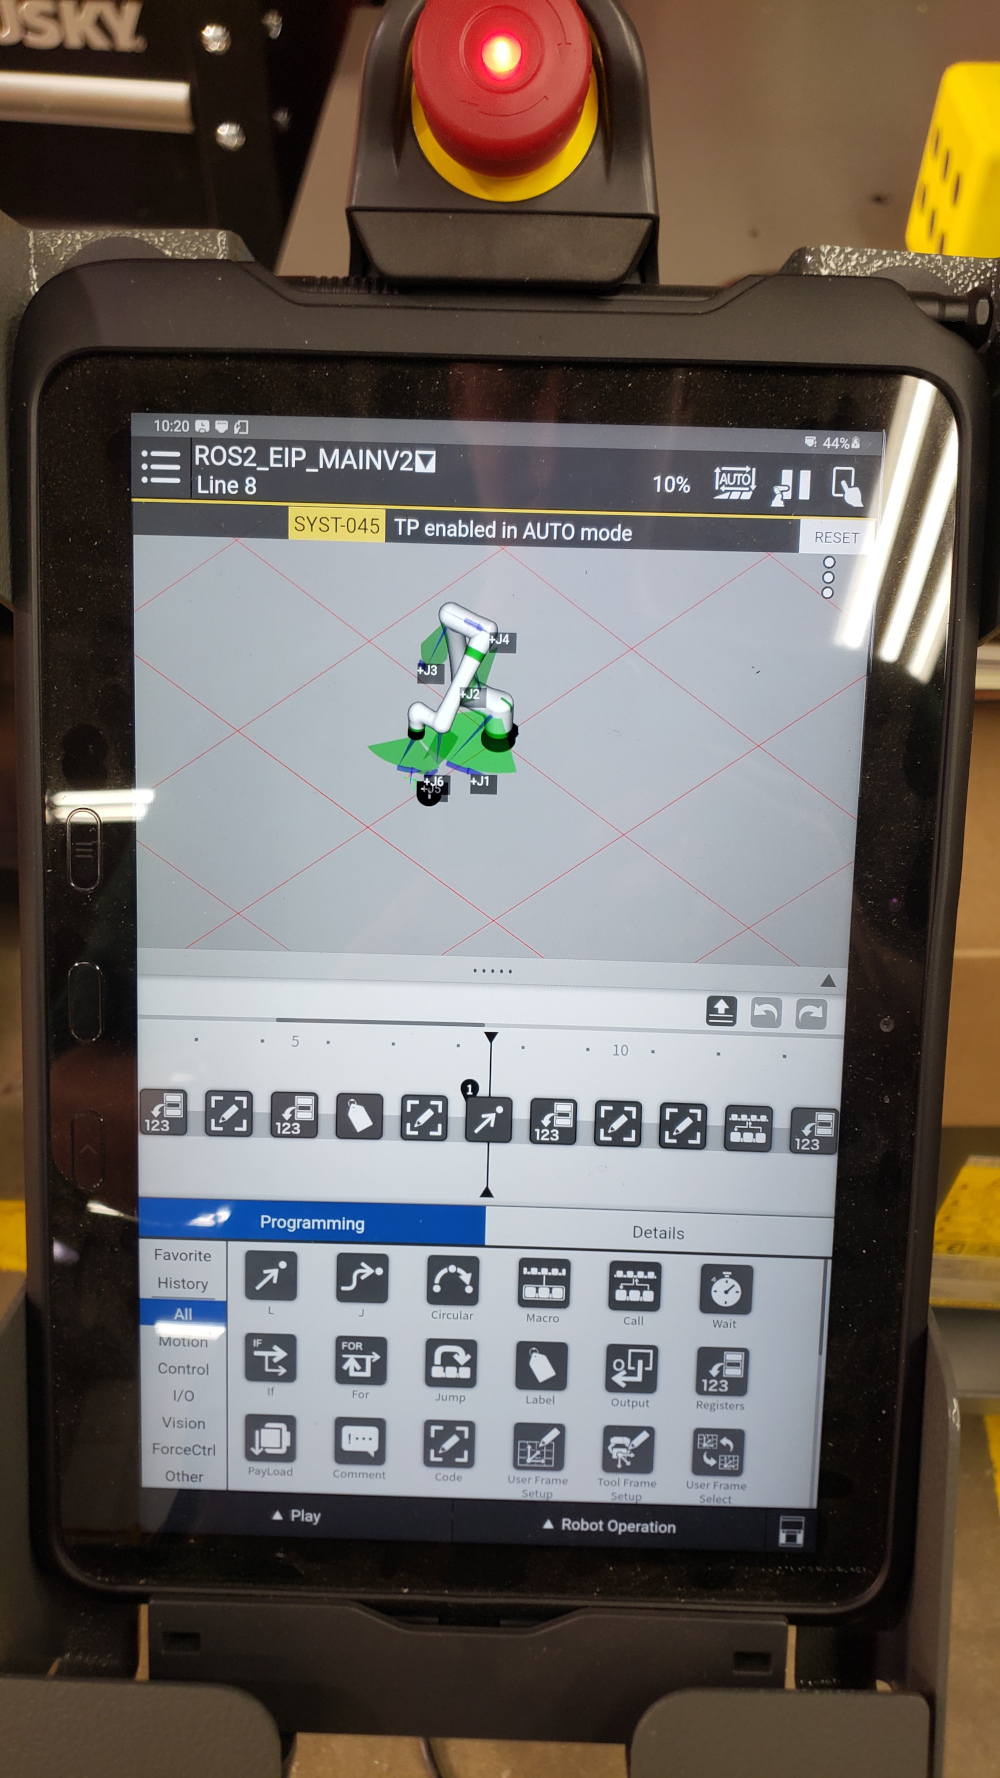 USKY
10:20
44%
ROS2_EIP_MAINV2
Line 8
10%
AUTO
SYST-045 TP enabled in AUTO mode
RESET
+J4
+J3
+J2
+J6
+J5
+J1
5
10
1
123
123
123
123
Programming
Details
Favorite
History
All
Motion
Control
I/O
Vision
ForceCtrl
Other
L
J
Circular
Macro
Call
Wait
IF
If
FOR
For
Jump
Label
Output
123
Registers
PayLoad
Comment
Code
User Frame
Setup
Tool Frame
Setup
User Frame
Select
Play
Robot Operation